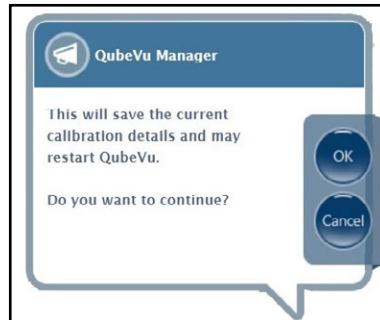 QubeVu Manager
This will save the current
calibration details and may
restart QubeVu.
Do you want to continue?
OK
Cancel